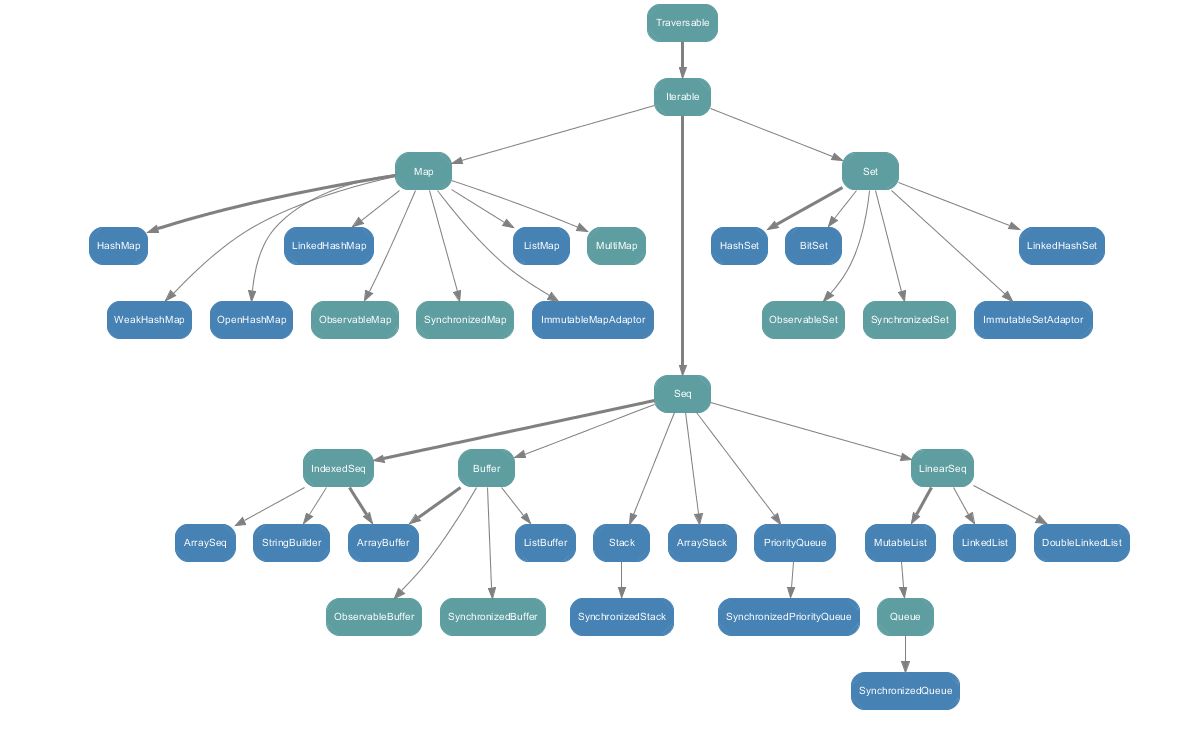 Traversable
Iterable
Map
Set
HashMap
LinkedHashMap
ListMap
MultiMap
HashSet
BitSet
LinkedHashSet
WeakHashMap
OpenHashMap
ObservableMap
SynchronizedMap
ImmutableMapAdaptor
ObservableSet
SynchronizedSet
ImmutableSetAdaptor
Seq
IndexedSeq
Buffer
LinearSeq
ArraySeq
StringBuilder
ArrayBuffer
ListBuffer
Stack
ArrayStack
PriorityQueue
MutableList
LinkedList
DoubleLinkedList
ObservableBuffer
SynchronizedBuffer
SynchronizedStack
SynchronizedPriorityQueue
Queue
SynchronizedQueue